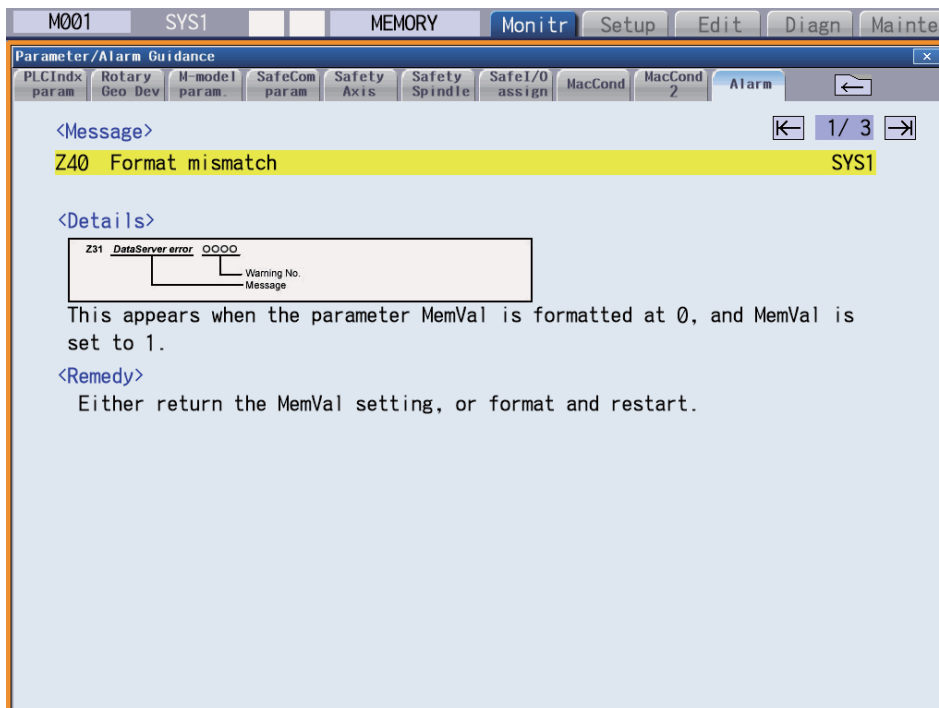 M001 SYS1 MEMORY Monitr Setup Edit Diagn Mainte
Parameter/Alarm Guidance
PLCIndx param Rotary Geo Dev M-model param. SafeCom param Safety Axis Safety Spindle SafeI/O assign MacCond MacCond 2 Alarm
<Message> 1/ 3
Z40 Format mismatch SYS1
<Details>
Z31 DataServer error OOOO
Warning No.
Message
This appears when the parameter MemVal is formatted at 0, and MemVal is
set to 1.
<Remedy>
Either return the MemVal setting, or format and restart.